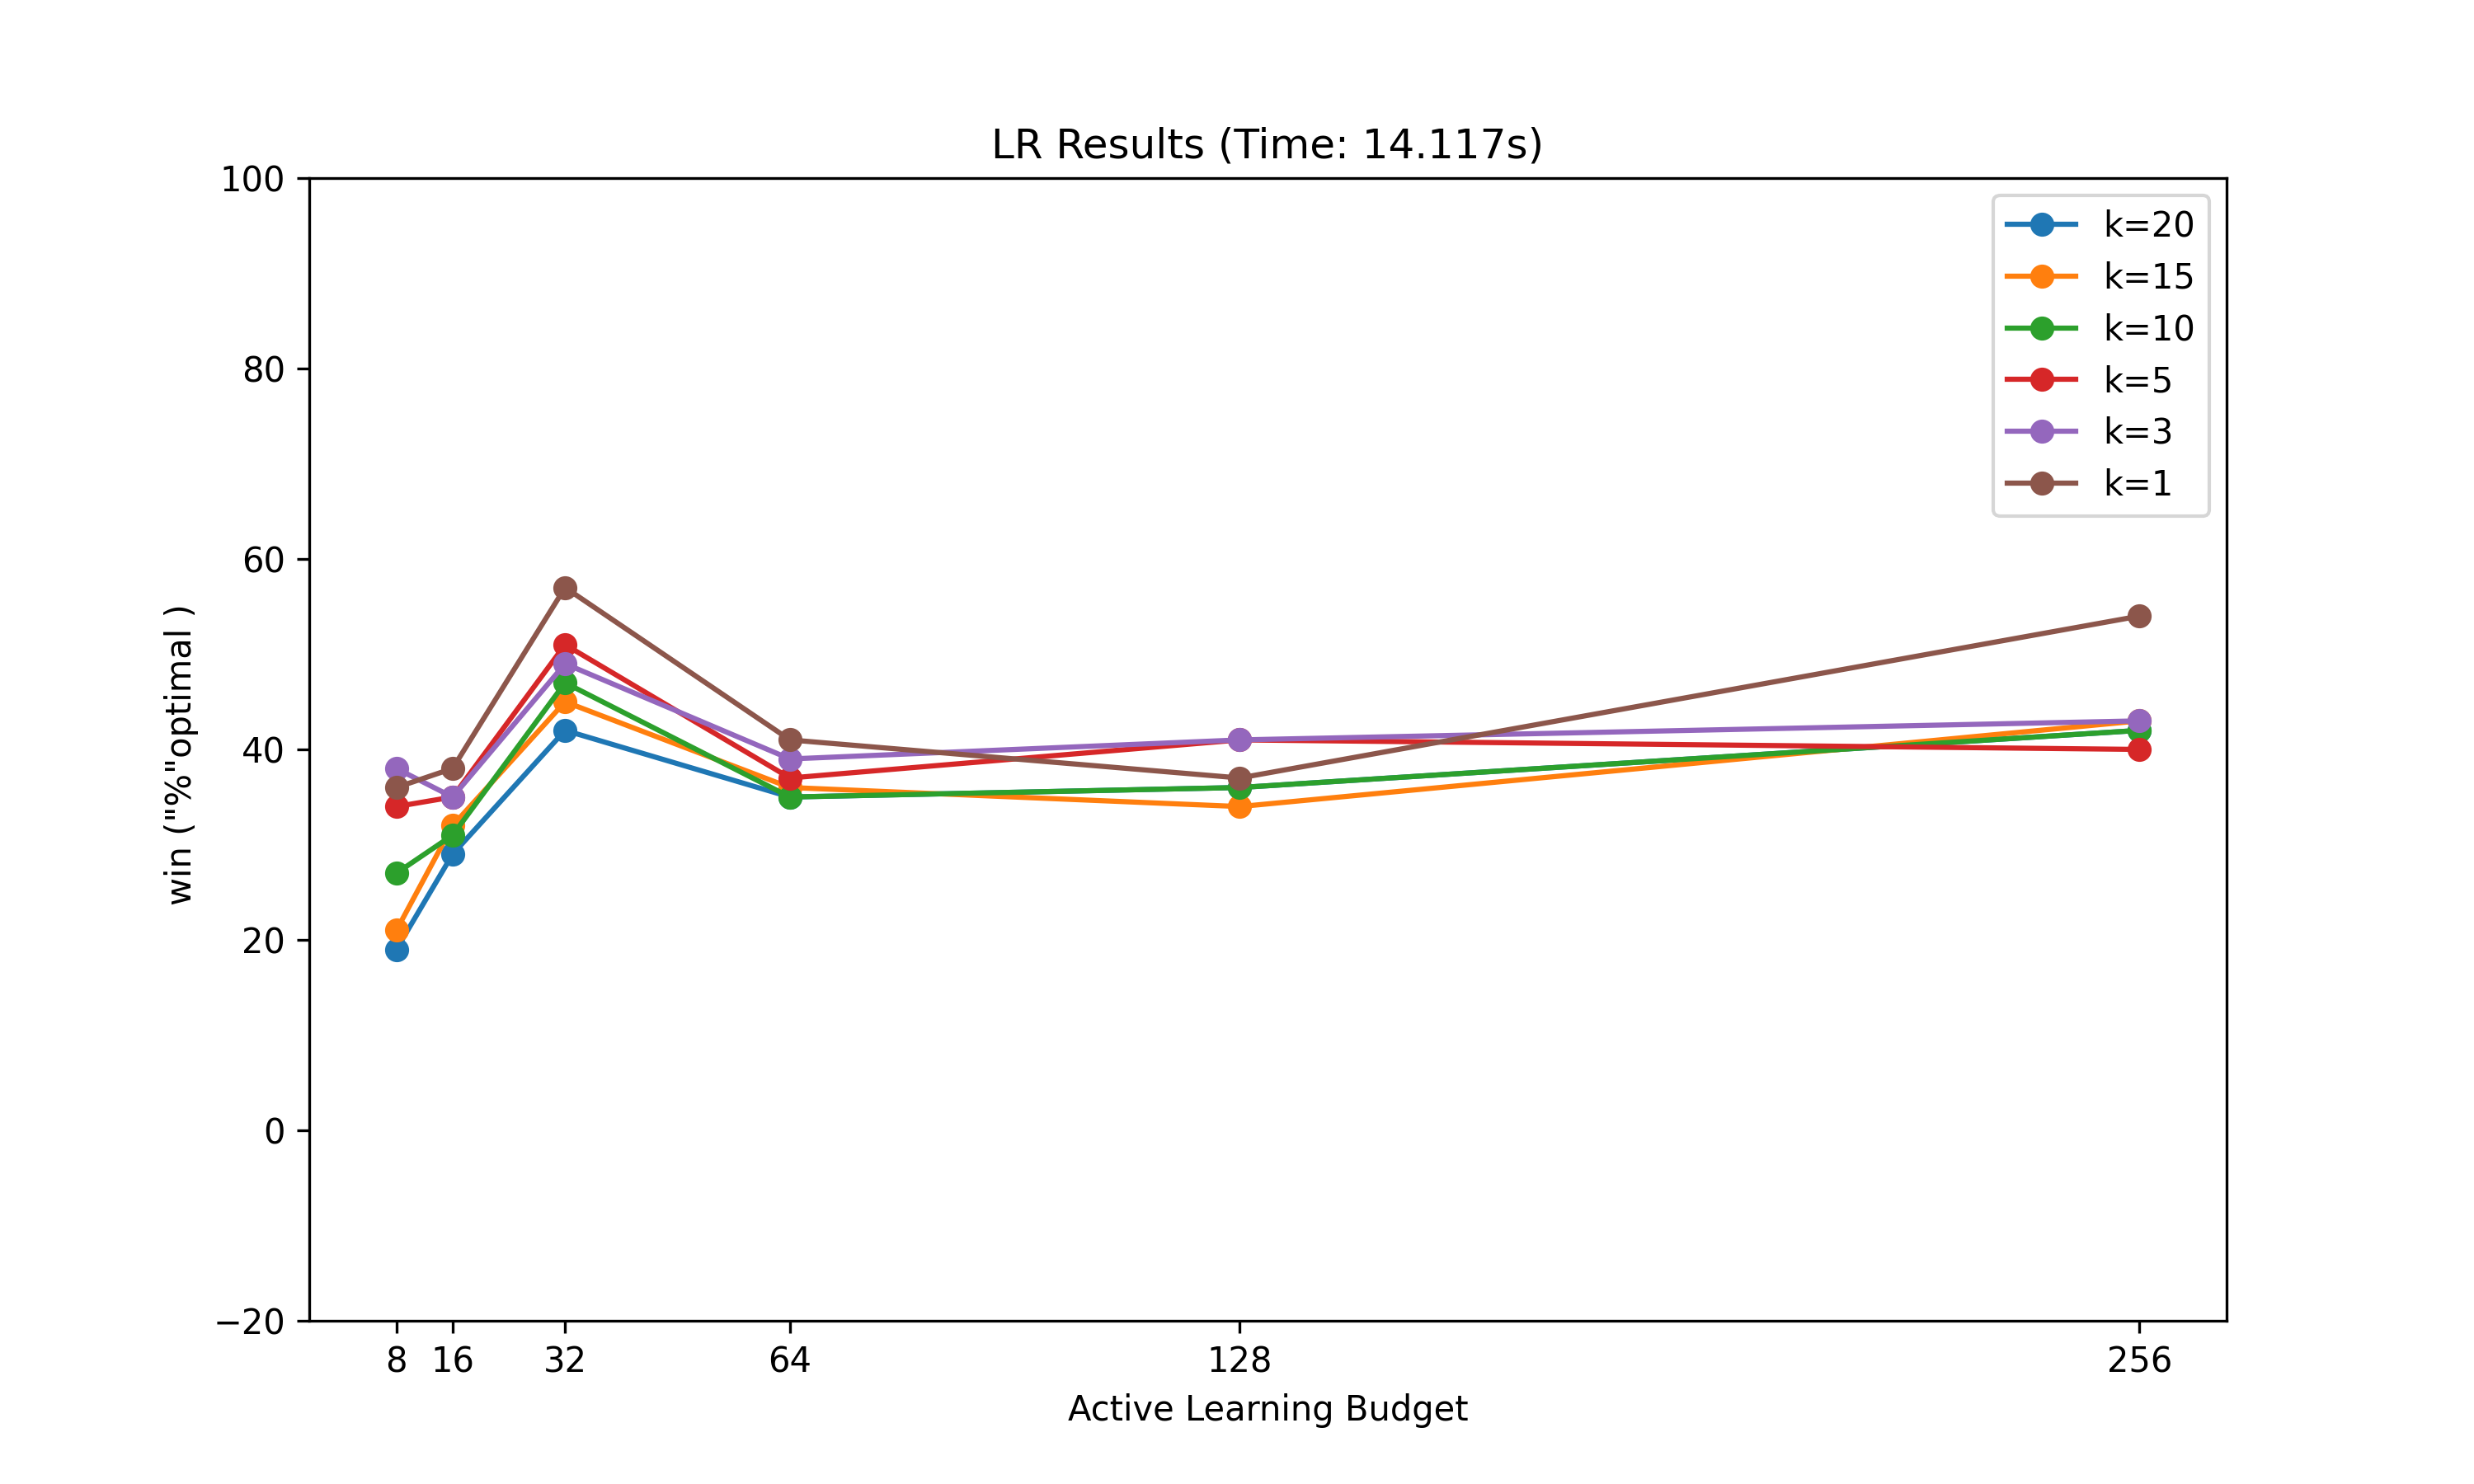 LR Results (Time: 14.117s)
100
80
60
40
20
0
−20
win ("%"optimal )
k=20
k=15
k=10
k=5
k=3
k=1
8 16 32 64 128 256
Active Learning Budget